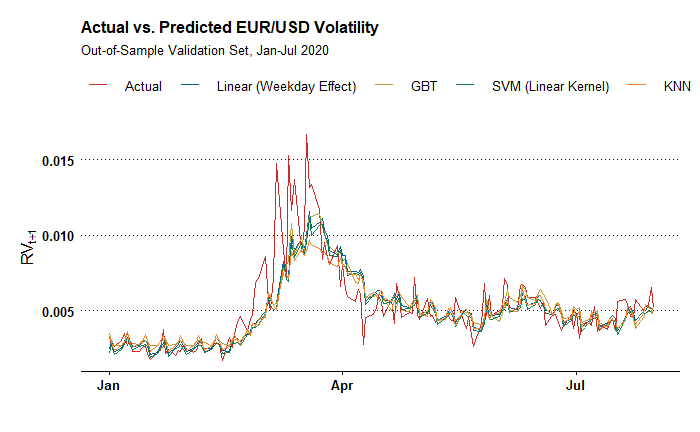 Actual vs. Predicted EUR/USD Volatility
Out-of-Sample Validation Set, Jan-Jul 2020
Actual Linear (Weekday Effect) GBT SVM (Linear Kernel) KNN
0.015
0.010
0.005
RVt+1
Jan Apr Jul